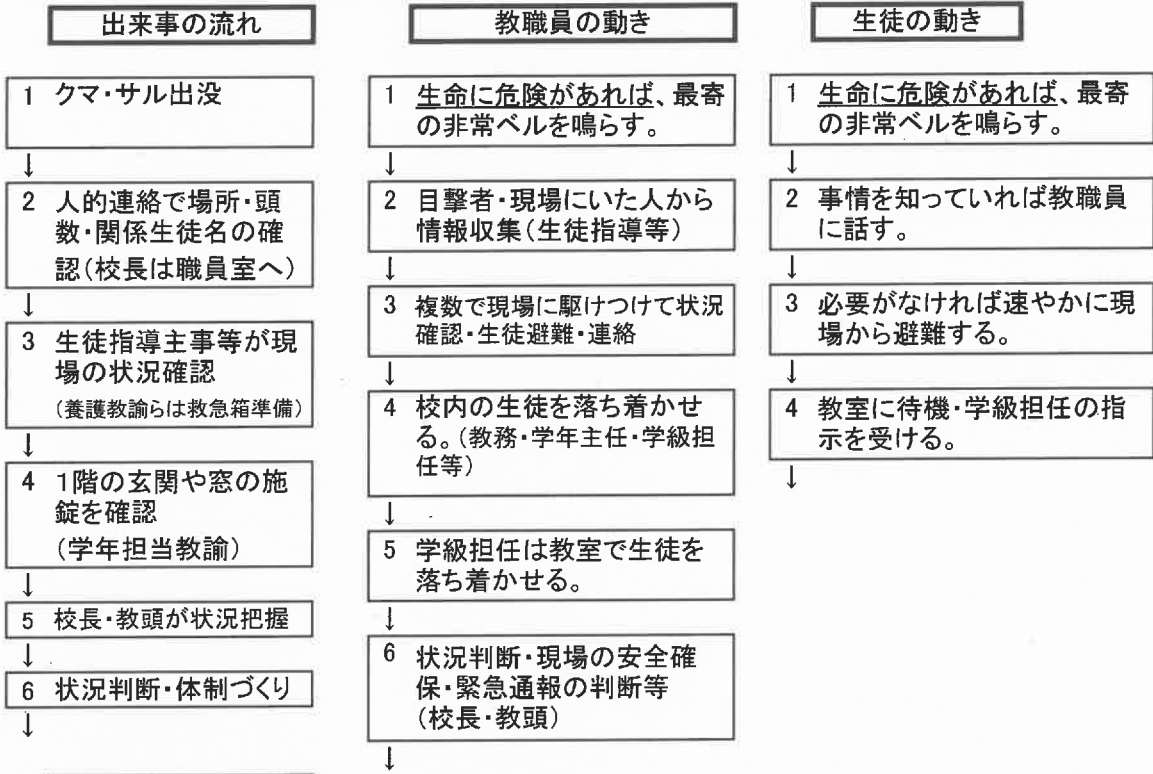 出来事の流れ
1 クマ・サル出没
↓
2 人的連絡で場所・頭
数・関係生徒名の確
認(校長は職員室へ)
↓
3 生徒指導主事等が現
場の状況確認
(養護教諭らは救急箱準備)
↓
4 1階の玄関や窓の施
錠を確認
(学年担当教諭)
↓
5 校長・教頭が状況把握
↓
6 状況判断・体制づくり
↓
教職員の動き
1 生命に危険があれば、最寄
の非常ベルを鳴らす。
↓
2 目撃者・現場にいた人から
情報収集(生徒指導等)
↓
3 複数で現場に駆けつけて状況
確認・生徒避難・連絡
↓
4 校内の生徒を落ち着かせ
る。(教務・学年主任・学級担
任等)
↓
5 学級担任は教室で生徒を
落ち着かせる。
↓
6 状況判断・現場の安全確
保・緊急通報の判断等
(校長・教頭)
↓
生徒の動き
1 生命に危険があれば、最寄
の非常ベルを鳴らす。
↓
2 事情を知っていれば教職員
に話す。
↓
3 必要がなければ速やかに現
場から避難する。
↓
4 教室に待機・学級担任の指
示を受ける。
↓